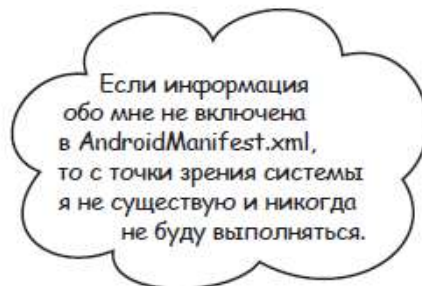 Если информация
обо мне не включена
в AndroidManifest.xml,
то с точки зрения системы
я не существую и никогда
не буду выполняться.